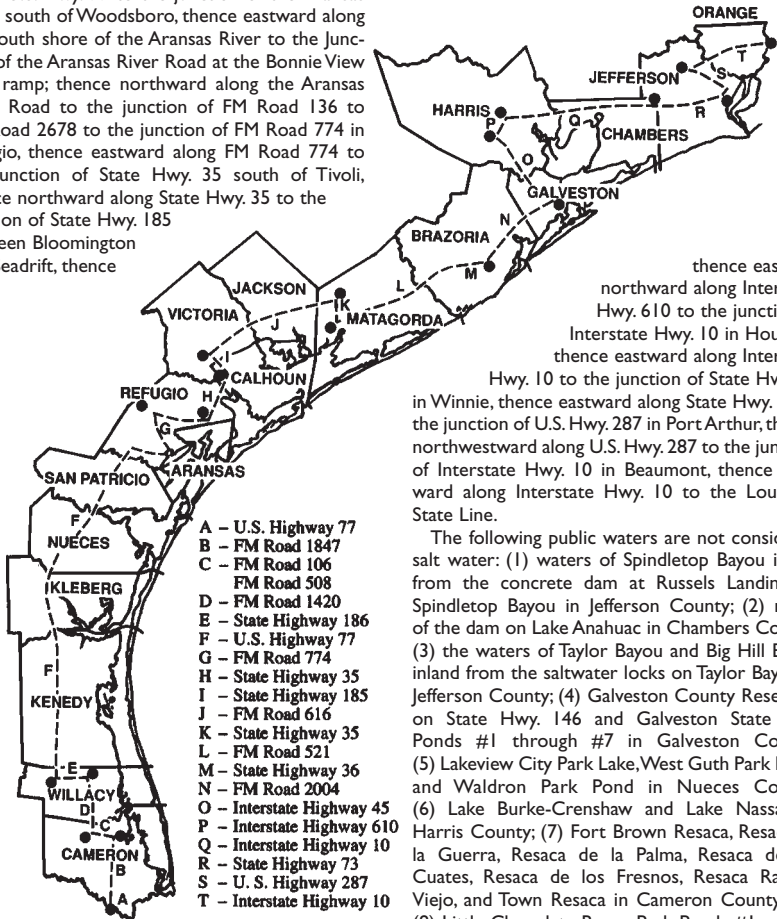 south of Woodsboro, thence eastward along
outh shore of the Aransas River to the Junc-
of the Aransas River Road at the Bonnie View
ramp; thence northward along the Aransas
Road to the junction of FM Road 136 to
oad 2678 to the junction of FM Road 774 in
gio, thence eastward along FM Road 774 to
unction of State Hwy. 35 south of Tivoli,
ce northward along State Hwy. 35 to the
ion of State Hwy. 185
een Bloomington
eadrift, thence
ORANGE
T
JEFFERSON
S
HARRIS
P
Q
R
CHAMBERS
O
GALVESTON
N
BRAZORIA
M
L
JACKSON
K
VICTORIA
J
MATAGORDA
I
CALHOUN
REFUGIO
H
G
ARANSAS
SAN PATRICIO
F
NUECES
KLEBERG
F
KENEDY
E
WILLACY
D
C
CAMERON
B
A
A – U.S. Highway 77
B – FM Road 1847
C – FM Road 106
FM Road 508
D – FM Road 1420
E – State Highway 186
F – U.S. Highway 77
G – FM Road 774
H – State Highway 35
I – State Highway 185
J – FM Road 616
K – State Highway 35
L – FM Road 521
M – State Highway 36
N – FM Road 2004
O – Interstate Highway 45
P – Interstate Highway 610
Q – Interstate Highway 10
R – State Highway 73
S – U. S. Highway 287
T – Interstate Highway 10
thence eas
northward along Inter
Hwy. 610 to the juncti
Interstate Hwy. 10 in Hou
thence eastward along Inter
Hwy. 10 to the junction of State Hw
in Winnie, thence eastward along State Hwy.
the junction of U.S. Hwy. 287 in Port Arthur, th
northwestward along U.S. Hwy. 287 to the jun
of Interstate Hwy. 10 in Beaumont, thence
ward along Interstate Hwy. 10 to the Lou
State Line.
The following public waters are not consi
salt water: (1) waters of Spindletop Bayou i
from the concrete dam at Russels Landin
Spindletop Bayou in Jefferson County; (2)
of the dam on Lake Anahuac in Chambers Co
(3) the waters of Taylor Bayou and Big Hill B
inland from the saltwater locks on Taylor Bay
Jefferson County; (4) Galveston County Rese
on State Hwy. 146 and Galveston State
Ponds #1 through #7 in Galveston Co
(5) Lakeview City Park Lake, West Guth Park
and Waldron Park Pond in Nueces Co
(6) Lake Burke-Crenshaw and Lake Nassa
Harris County; (7) Fort Brown Resaca, Resa
la Guerra, Resaca de la Palma, Resaca d
Cuates, Resaca de los Fresnos, Resaca Ra
Viejo, and Town Resaca in Cameron County